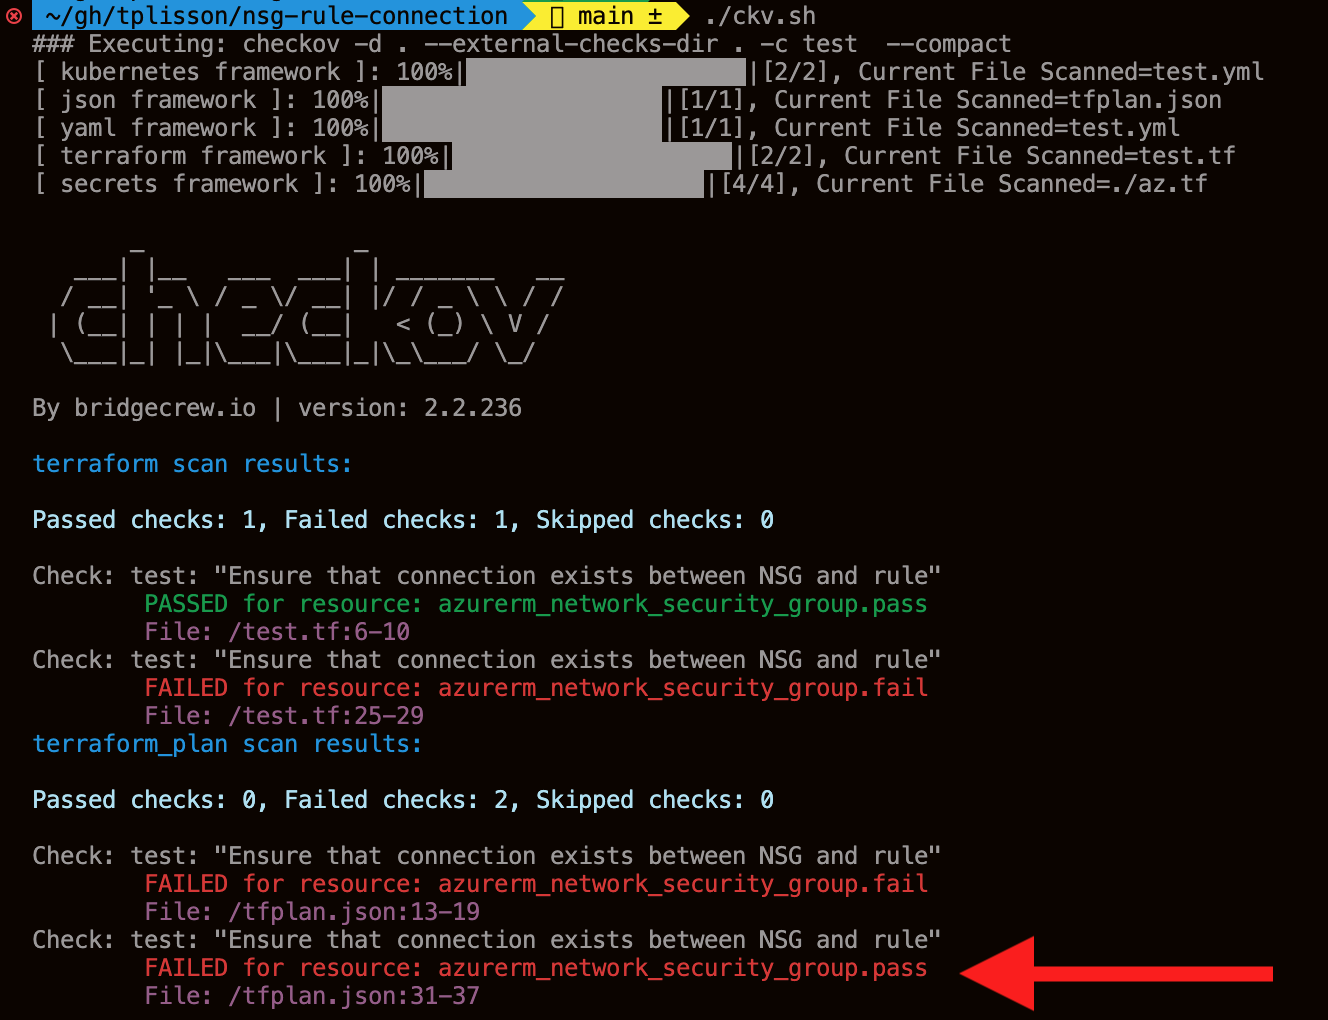 ~/gh/tplisson/nsg-rule-connection main ± ./ckv.sh
### Executing: checkov -d . --external-checks-dir . -c test  --compact
[ kubernetes framework ]: 100%|████████████████████|[2/2], Current File Scanned=test.yml
[ json framework ]: 100%|████████████████████|[1/1], Current File Scanned=tfplan.json
[ yaml framework ]: 100%|████████████████████|[1/1], Current File Scanned=test.yml
[ terraform framework ]: 100%|████████████████████|[2/2], Current File Scanned=test.tf
[ secrets framework ]: 100%|████████████████████|[4/4], Current File Scanned=./az.tf
checkov
By bridgecrew.io | version: 2.2.236
terraform scan results:
Passed checks: 1, Failed checks: 1, Skipped checks: 0
Check: test: "Ensure that connection exists between NSG and rule"
PASSED for resource: azurerm_network_security_group.pass
File: /test.tf:6-10
Check: test: "Ensure that connection exists between NSG and rule"
FAILED for resource: azurerm_network_security_group.fail
File: /test.tf:25-29
terraform_plan scan results:
Passed checks: 0, Failed checks: 2, Skipped checks: 0
Check: test: "Ensure that connection exists between NSG and rule"
FAILED for resource: azurerm_network_security_group.fail
File: /tfplan.json:13-19
Check: test: "Ensure that connection exists between NSG and rule"
FAILED for resource: azurerm_network_security_group.pass
File: /tfplan.json:31-37